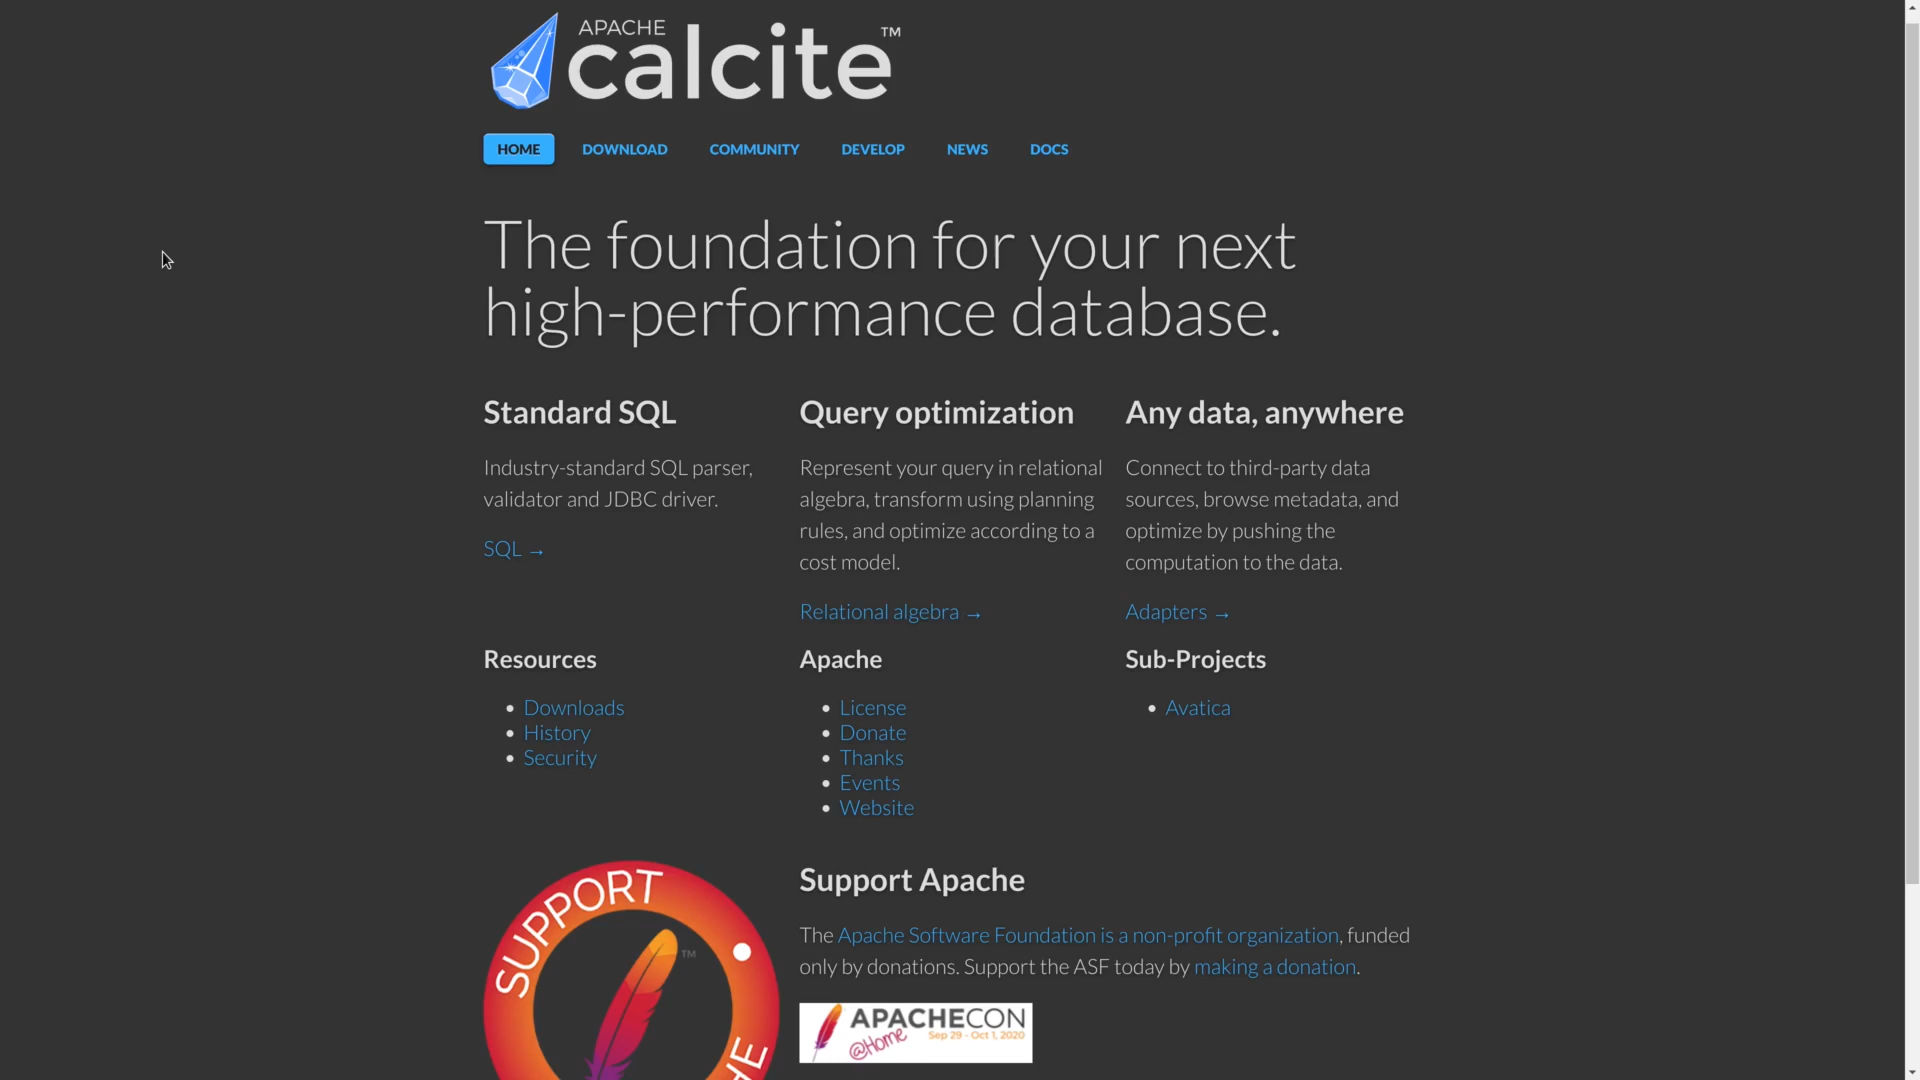 APACHE
calcite™
HOME DOWNLOAD COMMUNITY DEVELOP NEWS DOCS
The foundation for your next
high-performance database.
Standard SQL
Industry-standard SQL parser,
validator and JDBC driver.
SQL →
Query optimization
Represent your query in relational
algebra, transform using planning
rules, and optimize according to a
cost model.
Relational algebra →
Any data, anywhere
Connect to third-party data
sources, browse metadata, and
optimize by pushing the
computation to the data.
Adapters →
Resources
• Downloads
• History
• Security
Apache
• License
• Donate
• Thanks
• Events
• Website
Sub-Projects
• Avatica
SUPPORT
™
Support Apache
The Apache Software Foundation is a non-profit organization, funded
only by donations. Support the ASF today by making a donation.
APACHECON
@Home
Sep 29 - Oct 1, 2020